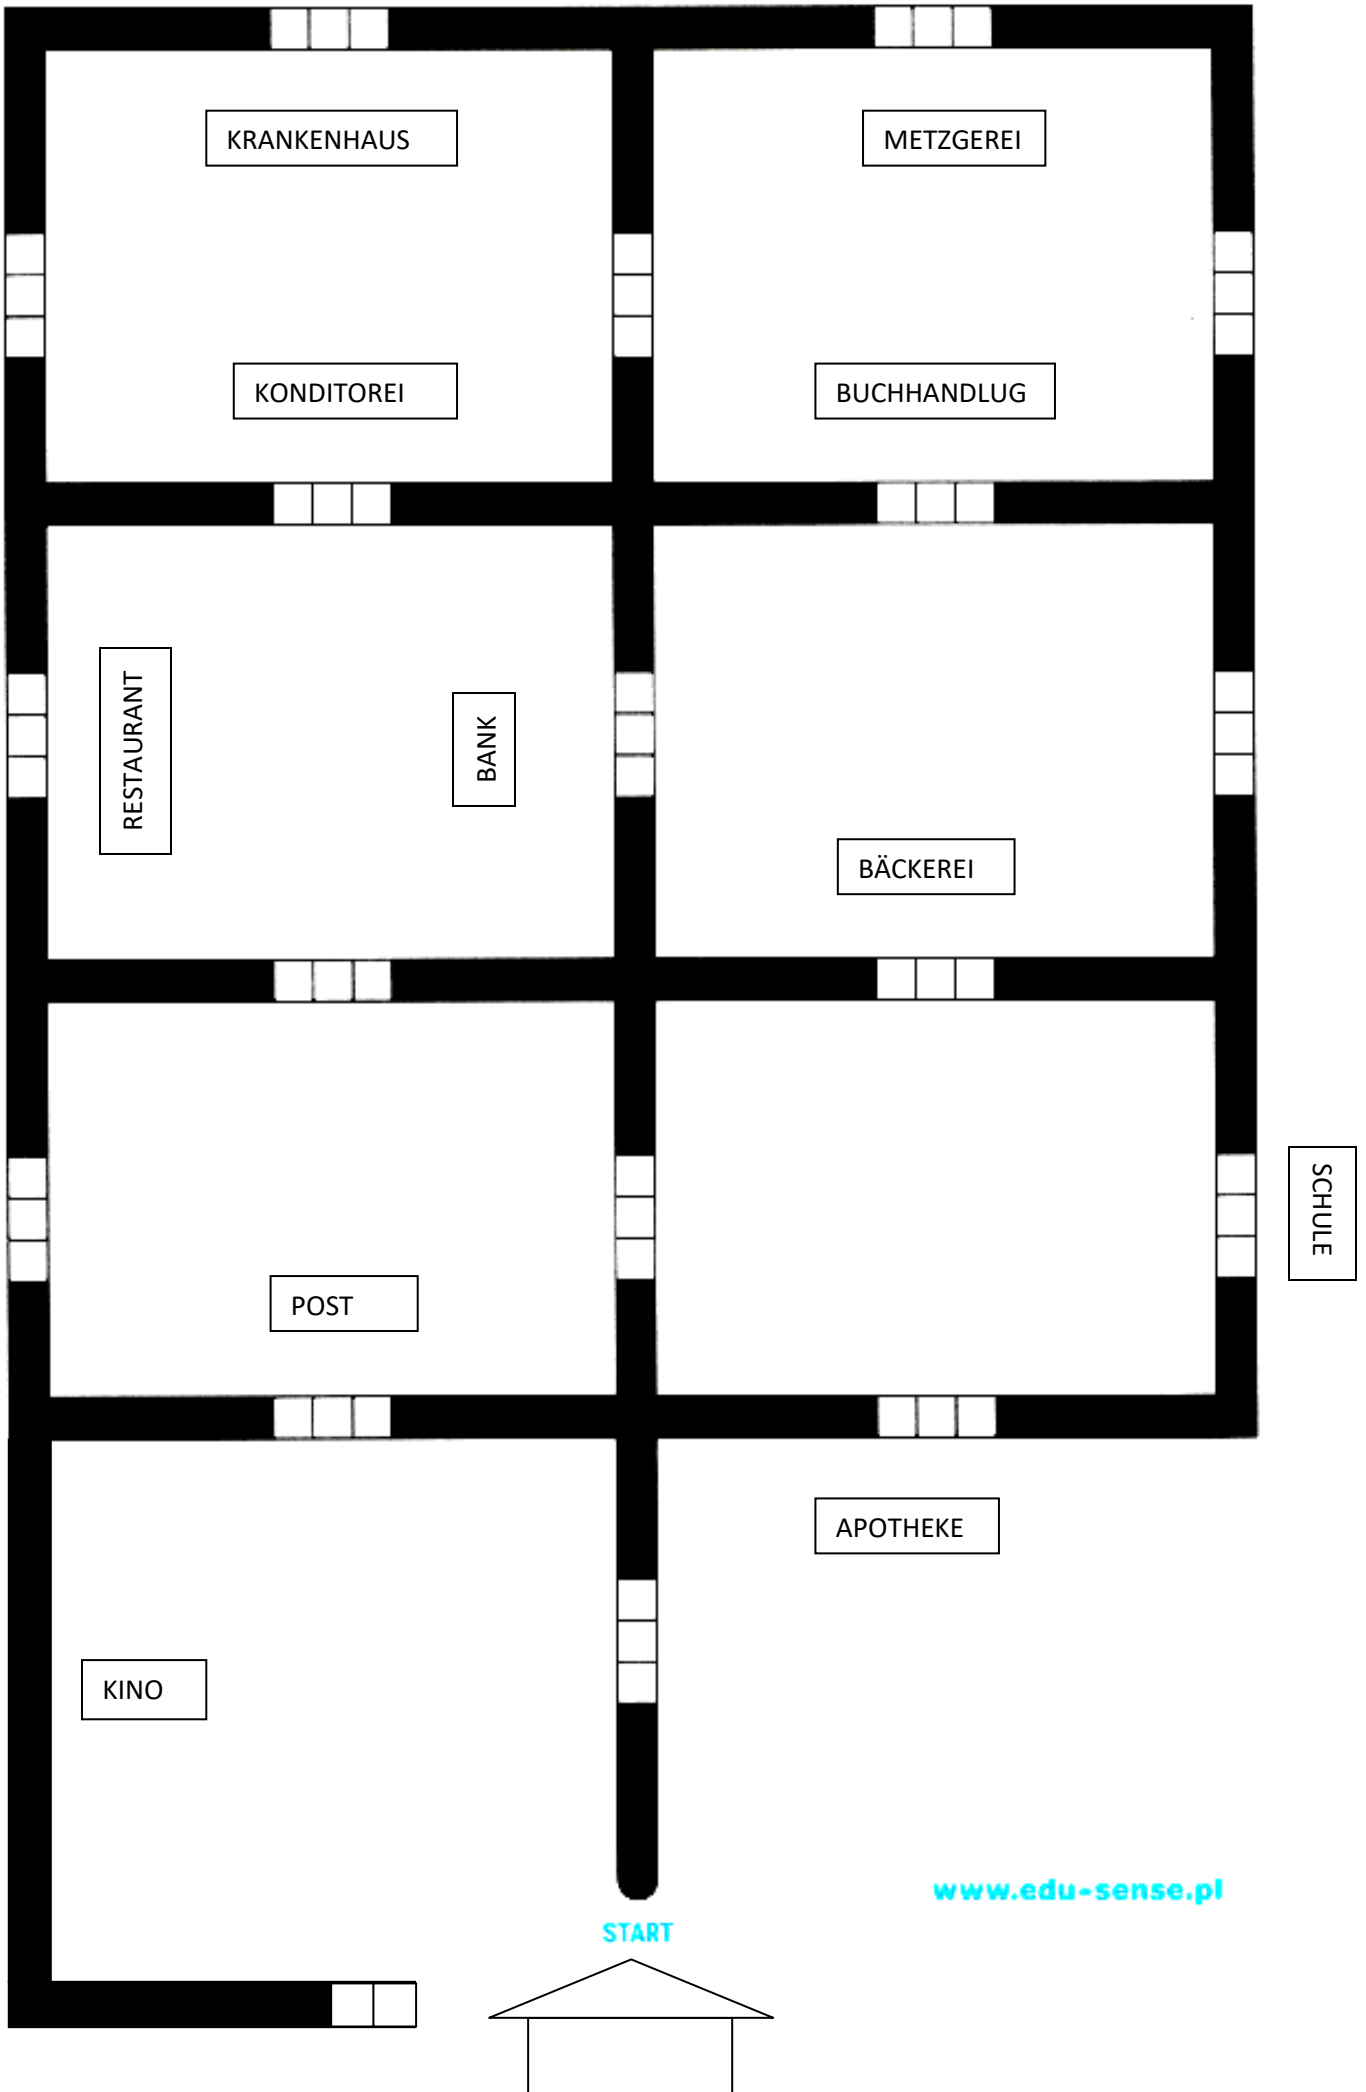 KRANKENHAUS
METZGEREI
KONDITOREI
BUCHHANDLUG
RESTAURANT
BANK
BÄCKEREI
SCHULE
POST
APOTHEKE
KINO
www.edu-sense.pl
START